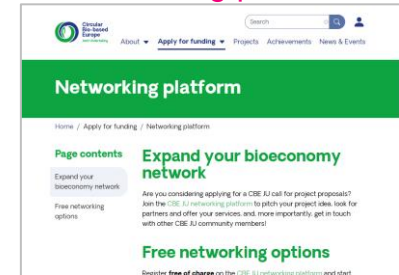 Circular
Bio-based
Europe
Search
About Apply for funding Projects Achievements News & Events
Networking platform
Home / Apply for funding / Networking platform
Page contents
Expand your
bioeconomy network
Free networking
options
Expand your bioeconomy
network
Are you considering applying for a CBE JU call for project proposals?
Join the CBE JU networking platform to pitch your project idea, look for
partners and offer your services, and, more importantly, get in touch
with other CBE JU community members!
Free networking options
Register free of charge on the CBE JU networking platform and start